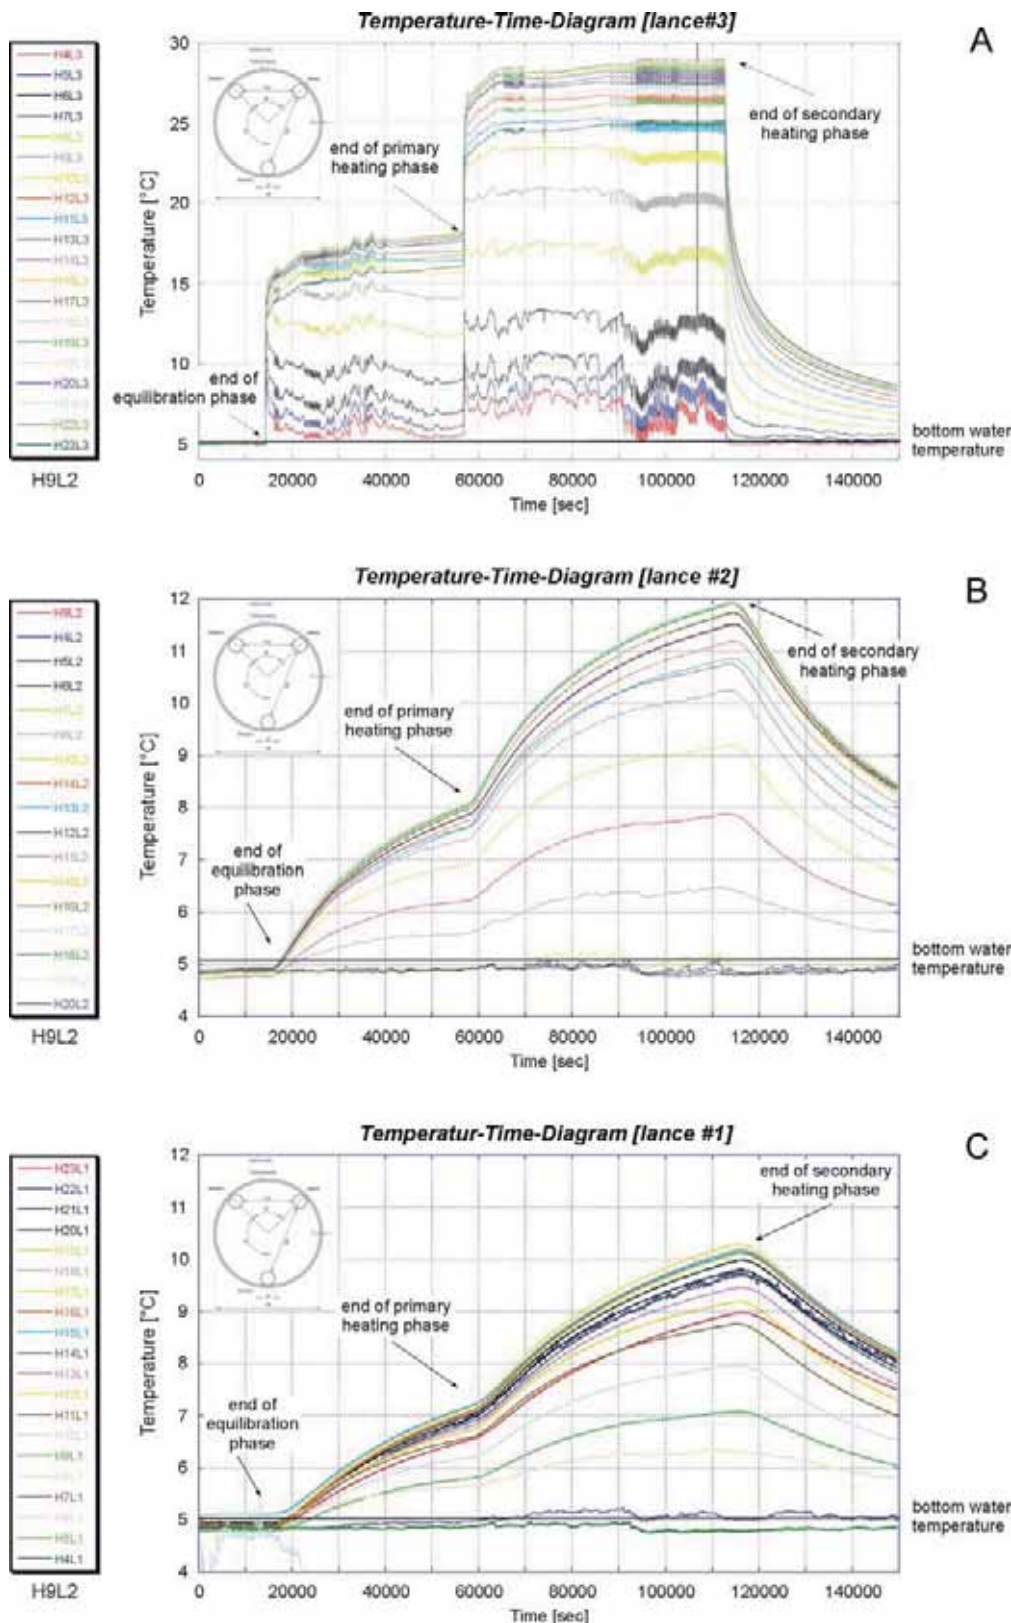 Temperature-Time-Diagram [lance#3]
A
H4L3
H5L3
H6L3
H7L3
H12L3
H11L3
H13L3
H17L3
H20L3
H23L3
H9L2
30
25
20
15
10
5
Temperature [°C]
end of primary
heating phase
end of secondary
heating phase
end of
equilibration phase
bottom water
temperature
0
20000
40000
60000
80000
100000
120000
140000
Time [sec]
Temperature-Time-Diagram [lance #2]
B
H9L2
H4L2
H5L2
H6L2
H14L2
H13L2
H12L2
H16L2
H18L2
H20L2
H9L2
12
11
10
9
8
7
6
5
4
Temperature [°C]
end of secondary
heating phase
end of primary
heating phase
end of
equilibration
phase
bottom water
temperature
0
20000
40000
60000
80000
100000
120000
140000
Time [sec]
Temperatur-Time-Diagram [lance #1]
C
H23L1
H22L1
H21L1
H20L1
H16L1
H15L1
H14L1
H13L1
H12L1
H11L1
H9L1
H7L1
H5L1
H4L1
H9L2
12
11
10
9
8
7
6
5
4
Temperature [°C]
end of secondary
heating phase
end of primary
heating phase
end of
equilibration
phase
bottom water
temperature
0
20000
40000
60000
80000
100000
120000
140000
Time [sec]